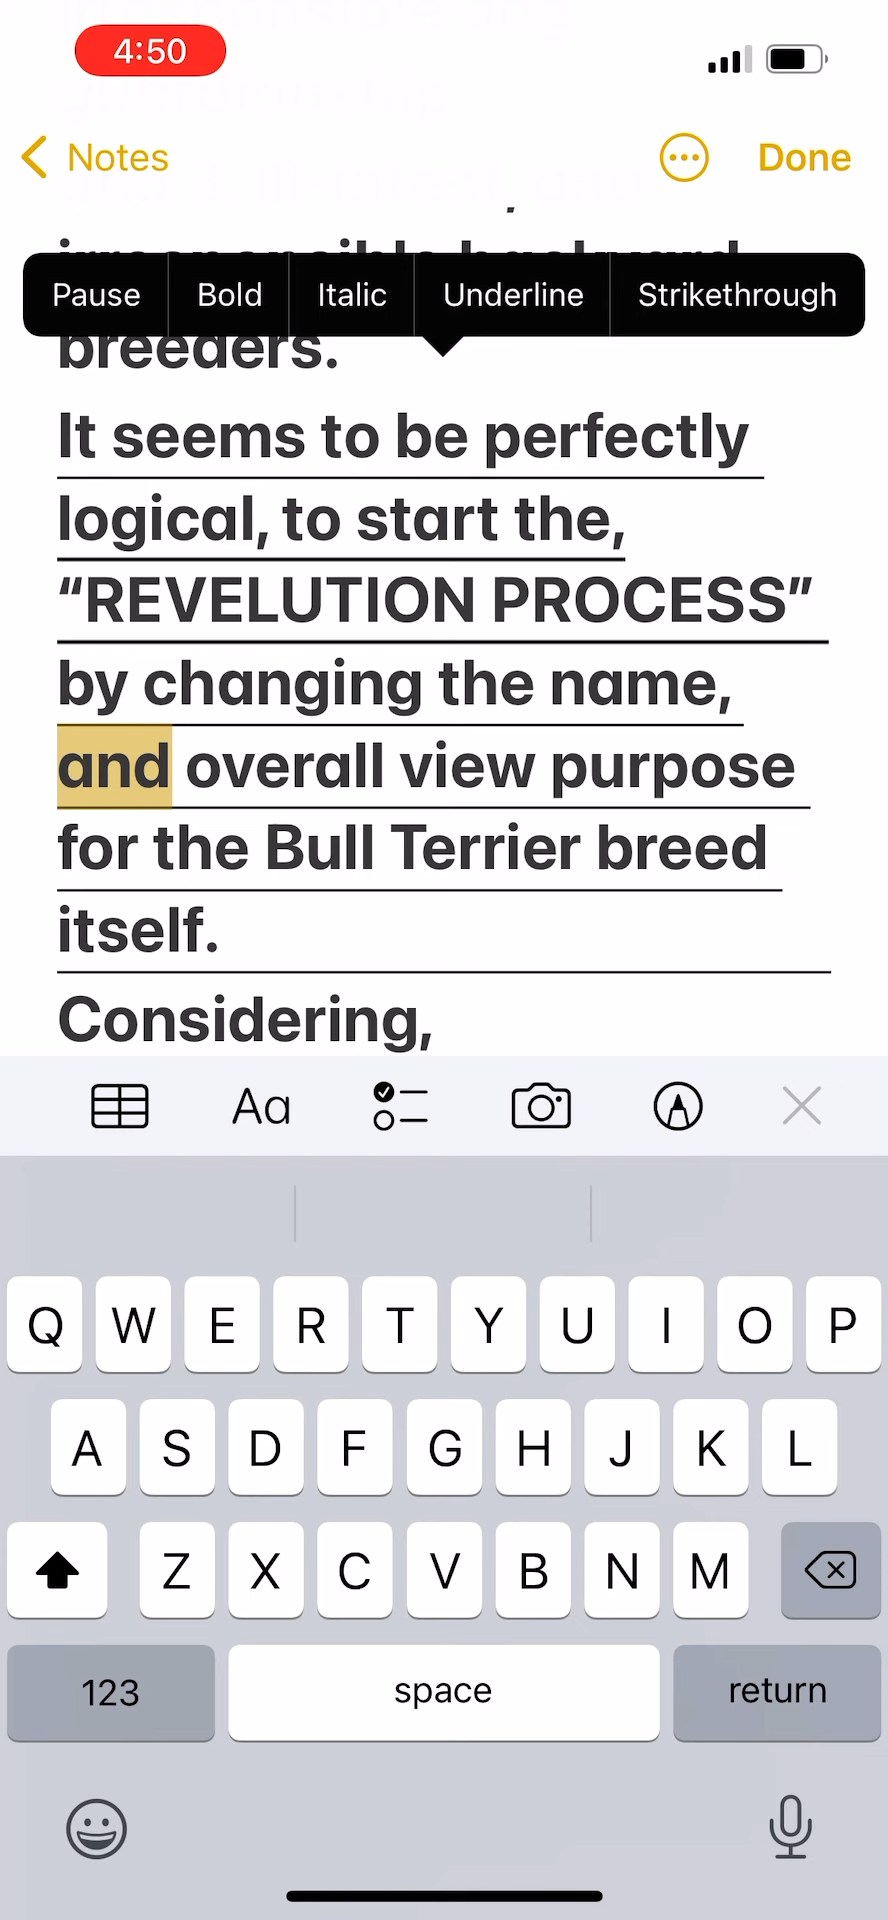 4:50
Notes
Done
irresponsible backyard
Pause Bold Italic Underline Strikethrough
breeders.
It seems to be perfectly
logical, to start the,
“REVELUTION PROCESS”
by changing the name,
and overall view purpose
for the Bull Terrier breed
itself.
Considering,
Aa
Q W E R T Y U I O P
A S D F G H J K L
Z X C V B N M
123 space return